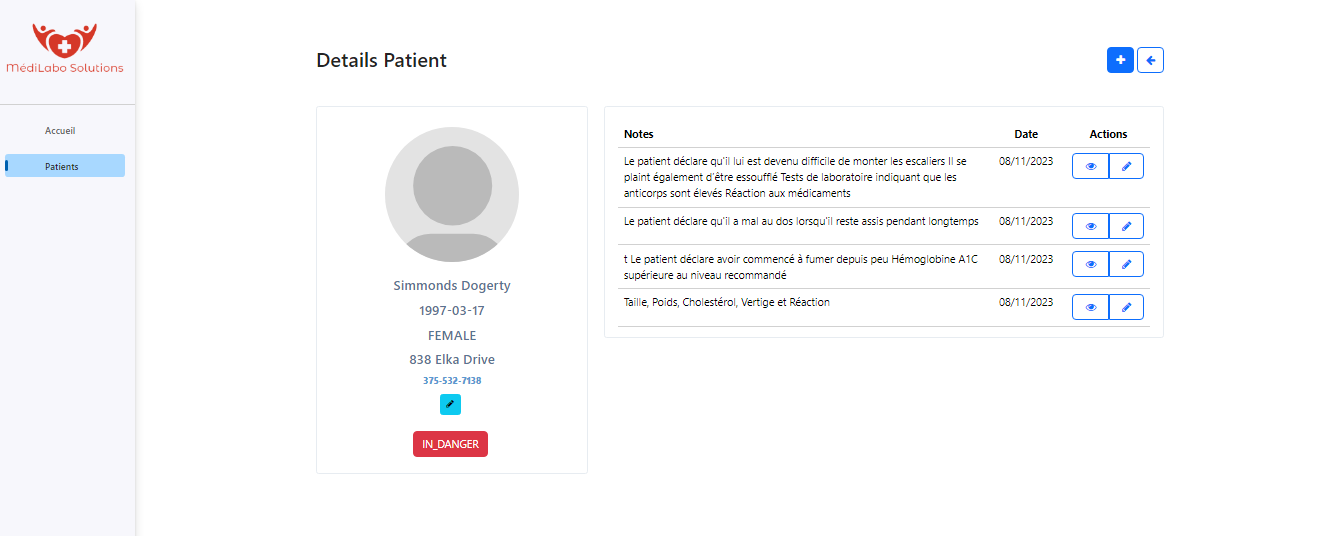 MédiLabo Solutions
Accueil
Patients
Details Patient
Simmonds Dogerty
1997-03-17
FEMALE
838 Elka Drive
375-532-7138
IN_DANGER
Notes Date Actions
Le patient déclare qu'il lui est devenu difficile de monter les escaliers Il se 08/11/2023
plaint également d'être essoufflé Tests de laboratoire indiquant que les
anticorps sont élevés Réaction aux médicaments
Le patient déclare qu'il a mal au dos lorsqu'il reste assis pendant longtemps 08/11/2023
t Le patient déclare avoir commencé à fumer depuis peu Hémoglobine A1C 08/11/2023
supérieure au niveau recommandé
Taille, Poids, Cholestérol, Vertige et Réaction 08/11/2023